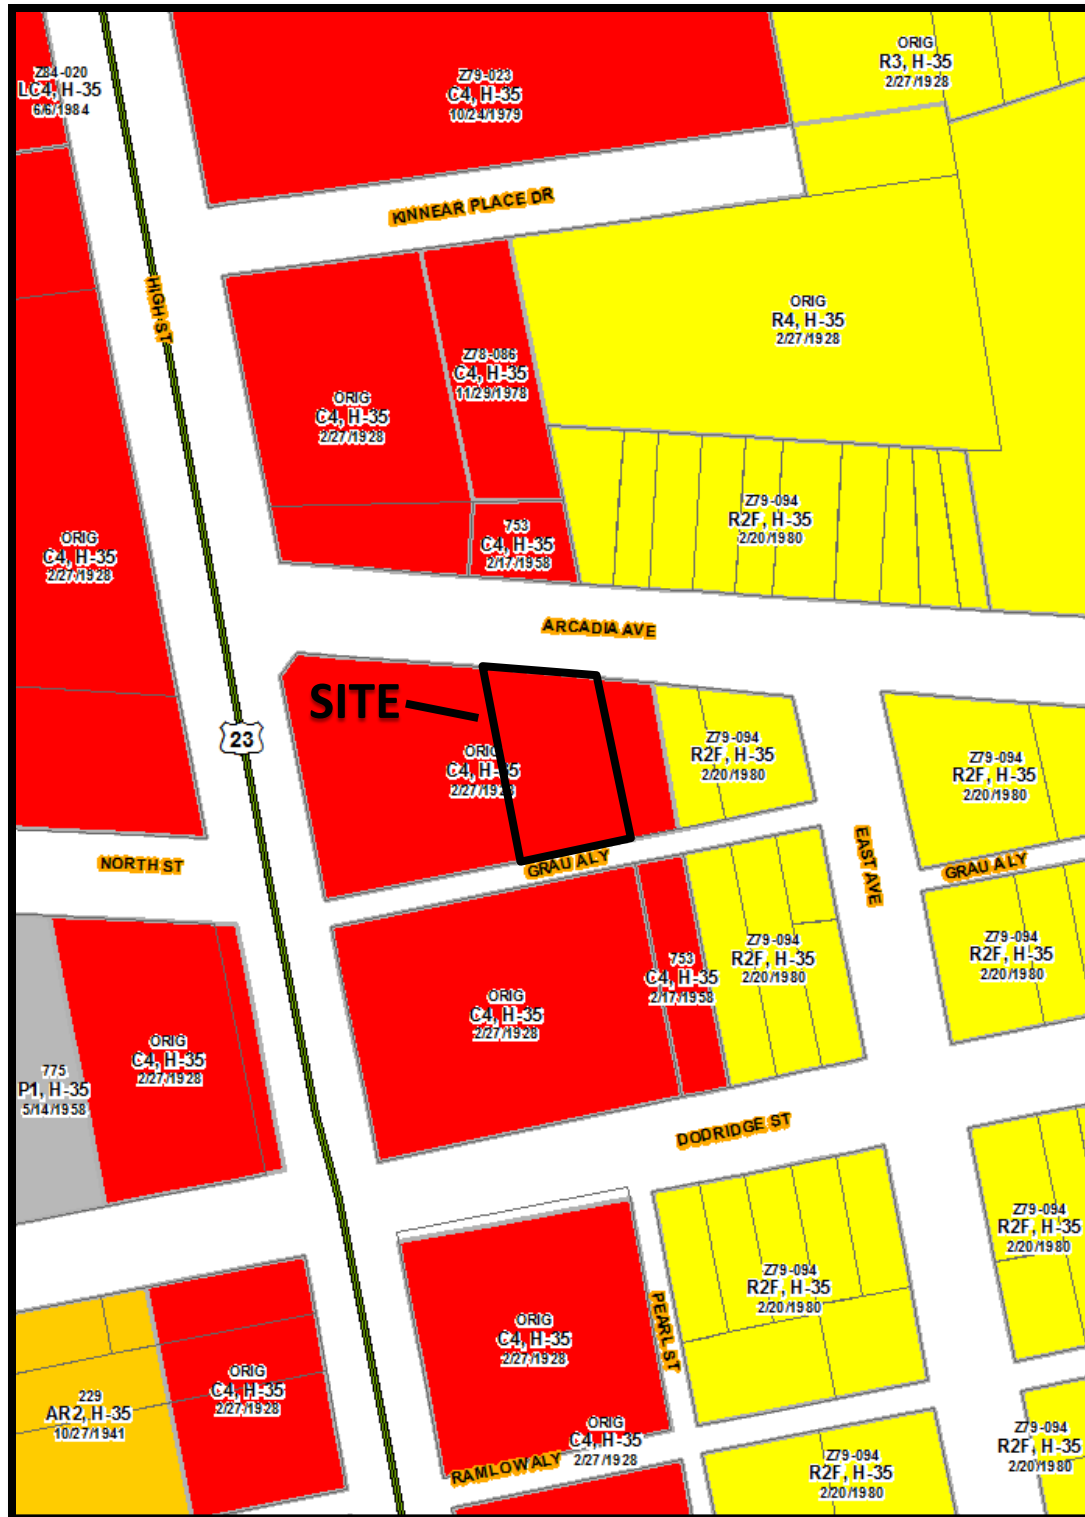 Z84-020
LC4, H-35
6/6/1984
Z79-023
C4, H-35
10/24/1979
ORIG
R3, H-35
2/27/1928
KINNEAR PLACE DR
HIGH ST
ORIG
R4, H-35
2/27/1928
Z78-086
C4, H-35
11/29/1978
ORIG
C4, H-35
2/27/1928
Z79-094
R2F, H-35
2/20/1980
753
C4, H-35
2/17/1958
ORIG
C4, H-35
2/27/1928
ARCADIA AVE
SITE
23
ORIG
C4, H-35
2/27/1928
Z79-094
R2F, H-35
2/20/1980
Z79-094
R2F, H-35
2/20/1980
NORTH ST
GRAU ALY
EAST AVE
GRAU ALY
Z79-094
R2F, H-35
2/20/1980
Z79-094
R2F, H-35
2/20/1980
753
C4, H-35
2/17/1958
ORIG
C4, H-35
2/27/1928
ORIG
C4, H-35
2/27/1928
775
P1, H-35
5/14/1958
DODRIDGE ST
Z79-094
R2F, H-35
2/20/1980
Z79-094
R2F, H-35
2/20/1980
PEARL ST
ORIG
C4, H-35
2/27/1928
ORIG
C4, H-35
2/27/1928
229
AR2, H-35
10/27/1941
ORIG
C4, H-35
2/27/1928
RAMLOW ALY
Z79-094
R2F, H-35
2/20/1980
Z79-094
R2F, H-35
2/20/1980